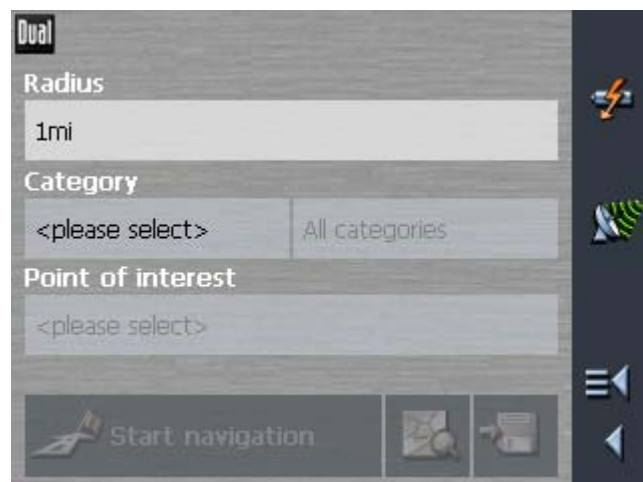 Dual
Radius
1mi
Category
<please select> All categories
Point of interest
<please select>
Start navigation